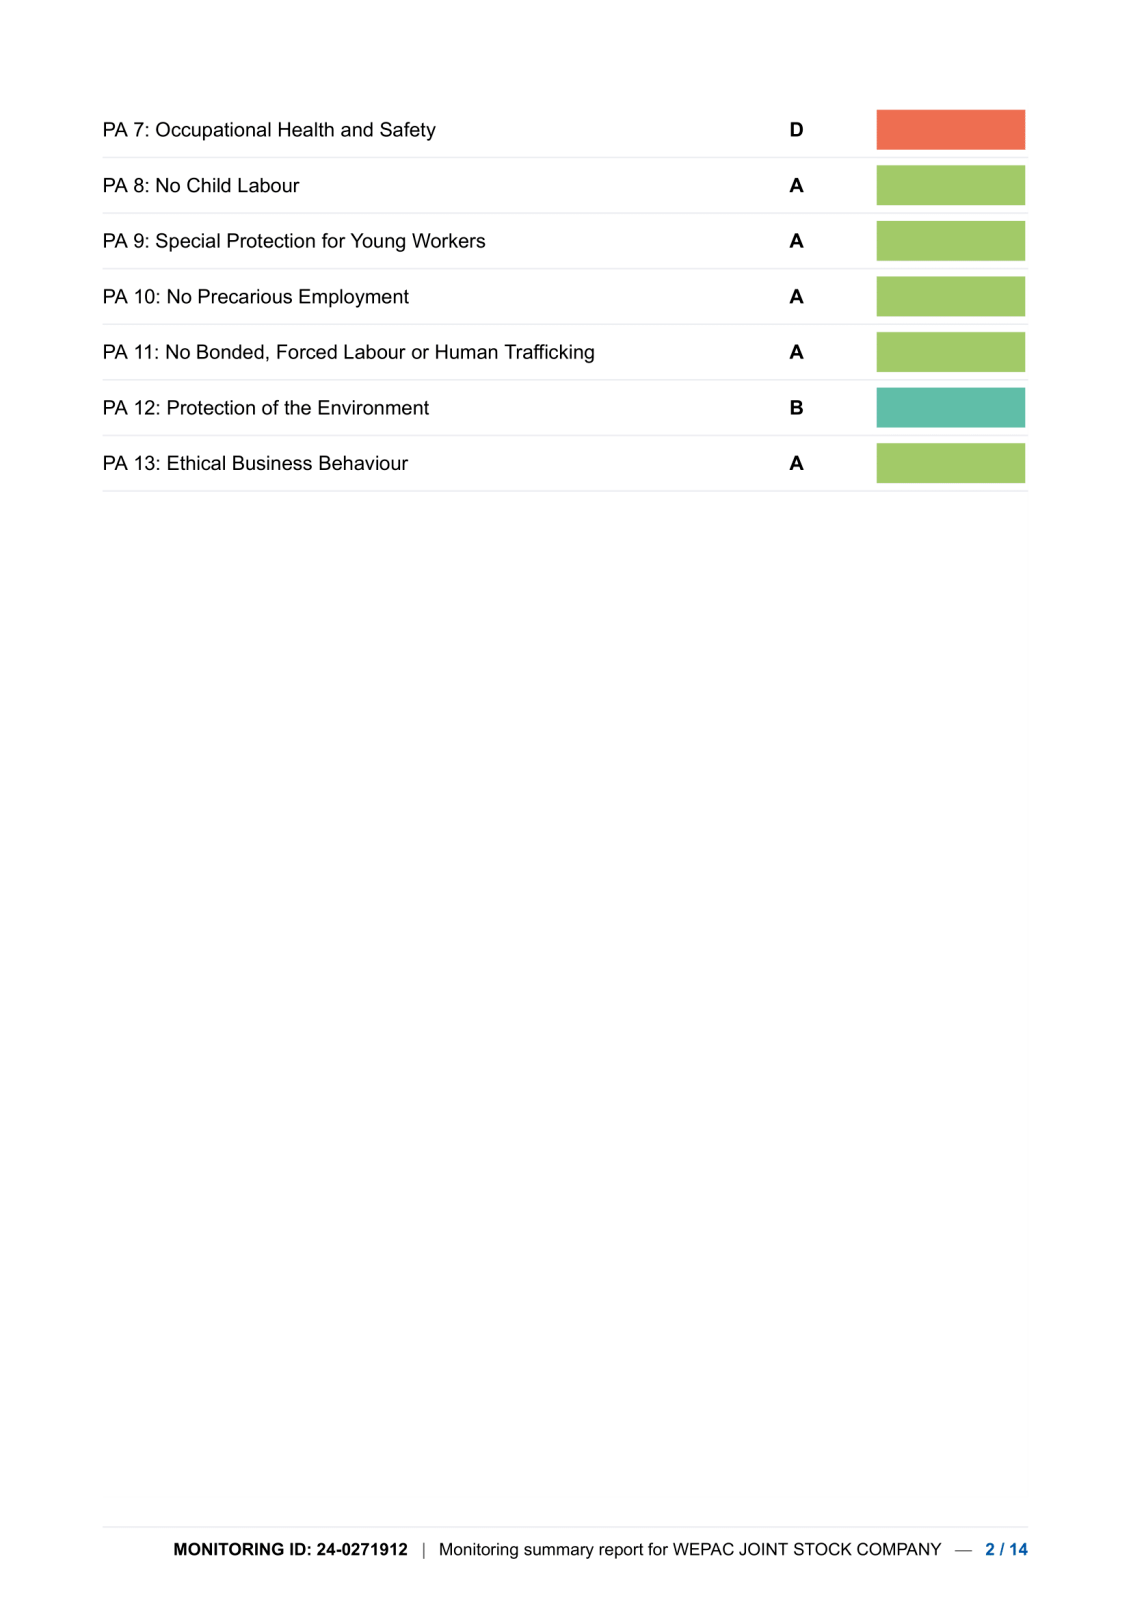 PA 7: Occupational Health and Safety D
PA 8: No Child Labour A
PA 9: Special Protection for Young Workers A
PA 10: No Precarious Employment A
PA 11: No Bonded, Forced Labour or Human Trafficking A
PA 12: Protection of the Environment B
PA 13: Ethical Business Behaviour A
MONITORING ID: 24-0271912 | Monitoring summary report for WEPAC JOINT STOCK COMPANY — 2 / 14